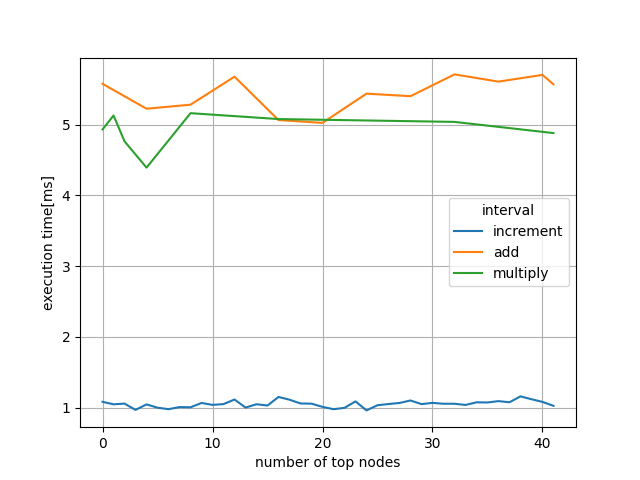 5
4
3
2
1
0
10
20
30
40
execution time[ms]
number of top nodes
interval
increment
add
multiply